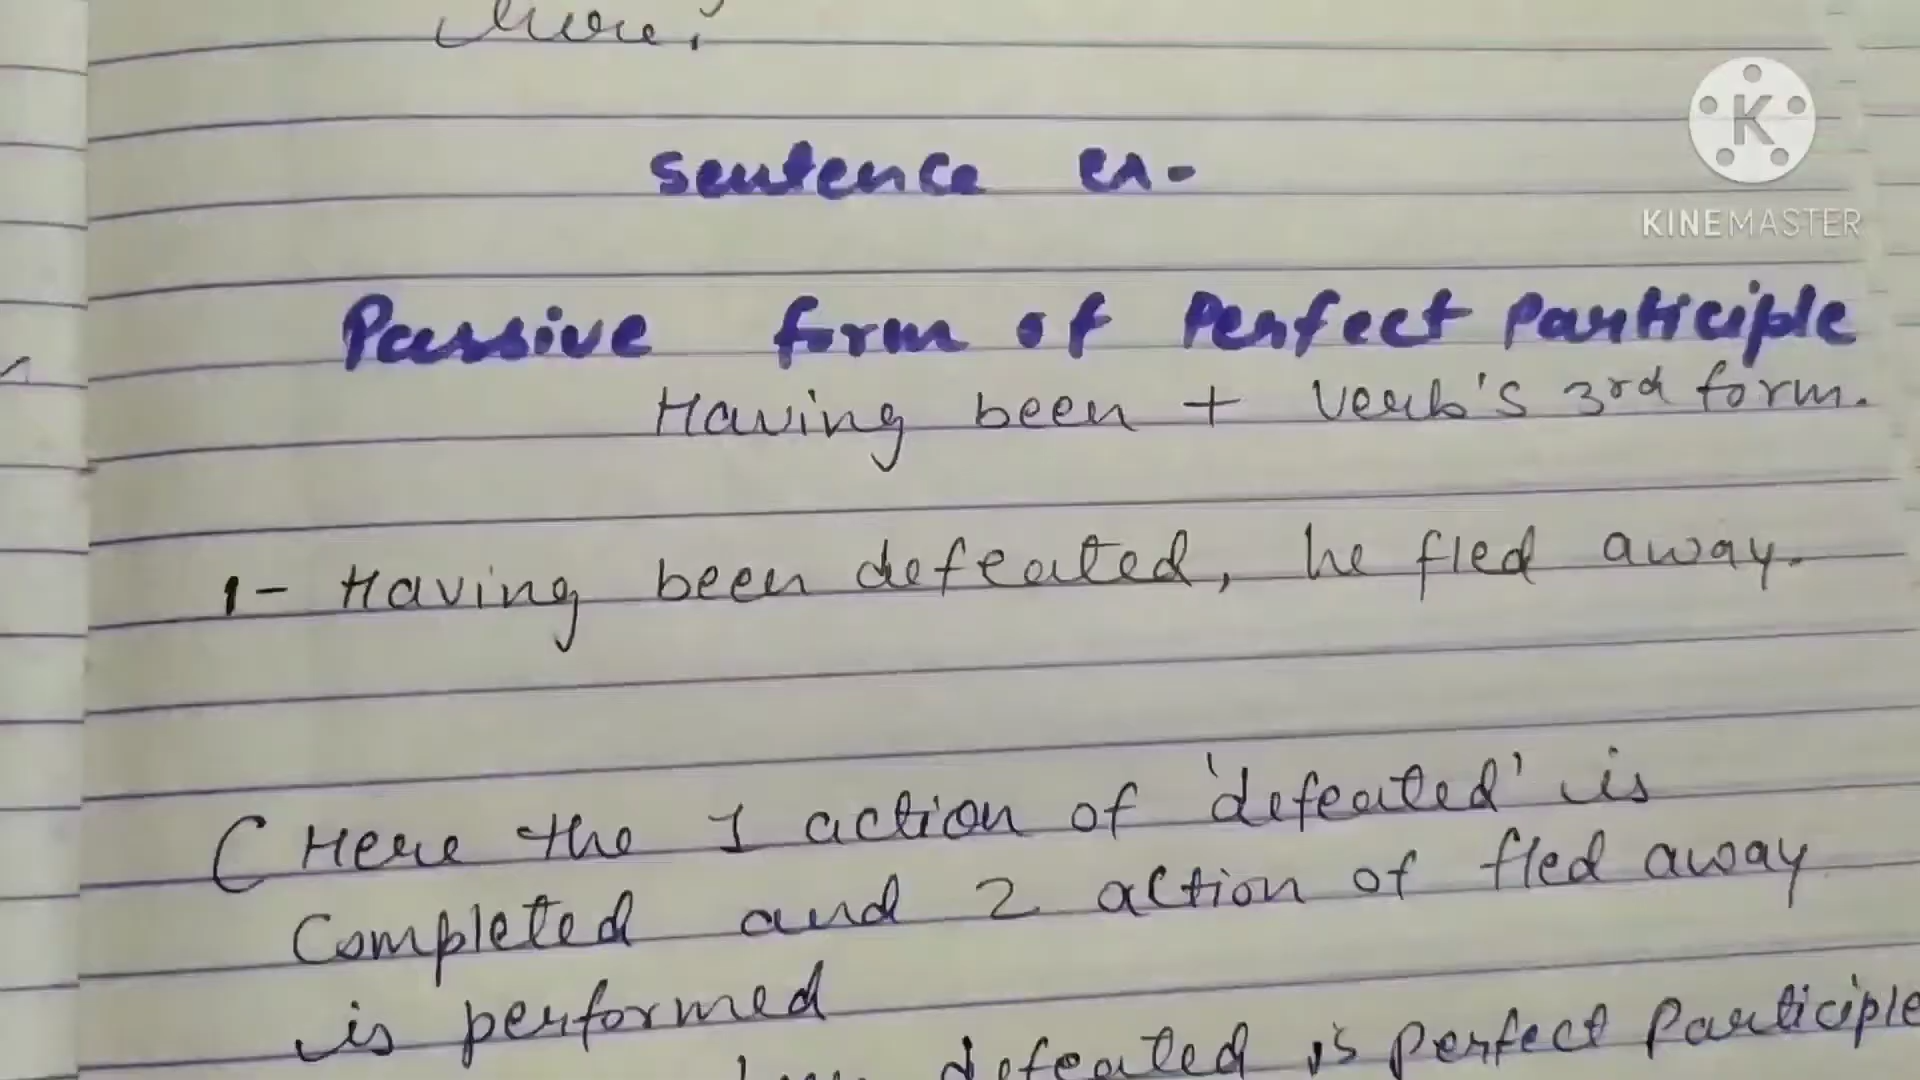 sentence ex-
KINEMASTER
Passive form of Perfect Participle
Having been + verb's 3rd form.
1- Having been defeated, he fled away.
( Here the 1 action of 'defeated' is
completed and 2 action of fled away
is performed
defeated is perfect participle